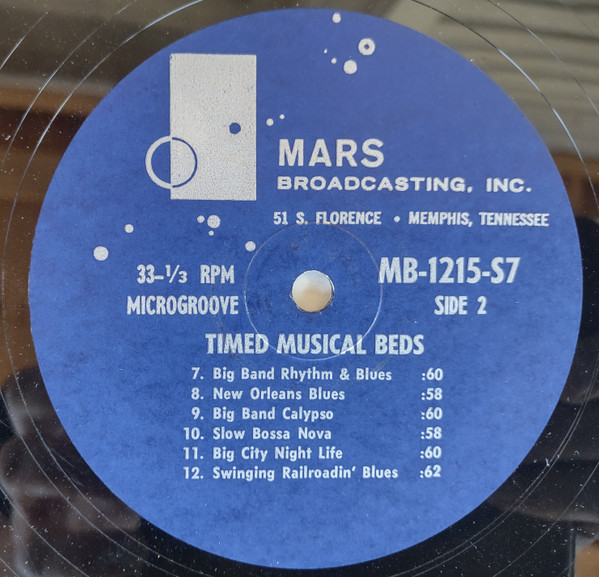 MARS
BROADCASTING, INC.
51 S. FLORENCE • MEMPHIS, TENNESSEE
33-1/3 RPM
MICROGROOVE
MB-1215-S7
SIDE 2
TIMED MUSICAL BEDS
7. Big Band Rhythm & Blues :60
8. New Orleans Blues :58
9. Big Band Calypso :60
10. Slow Bossa Nova :58
11. Big City Night Life :60
12. Swinging Railroadin' Blues :62